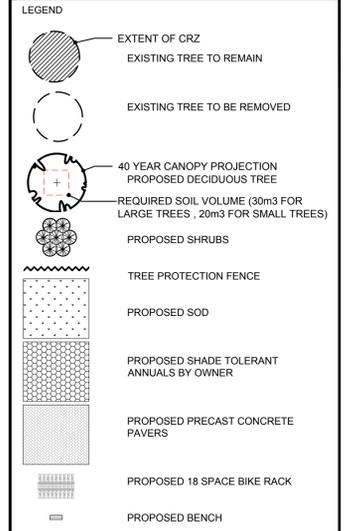 LEGEND
EXTENT OF CRZ
EXISTING TREE TO REMAIN
EXISTING TREE TO BE REMOVED
40 YEAR CANOPY PROJECTION
PROPOSED DECIDUOUS TREE
REQUIRED SOIL VOLUME (30m3 FOR
LARGE TREES , 20m3 FOR SMALL TREES)
PROPOSED SHRUBS
TREE PROTECTION FENCE
PROPOSED SOD
PROPOSED SHADE TOLERANT
ANNUALS BY OWNER
PROPOSED PRECAST CONCRETE
PAVERS
PROPOSED 18 SPACE BIKE RACK
PROPOSED BENCH